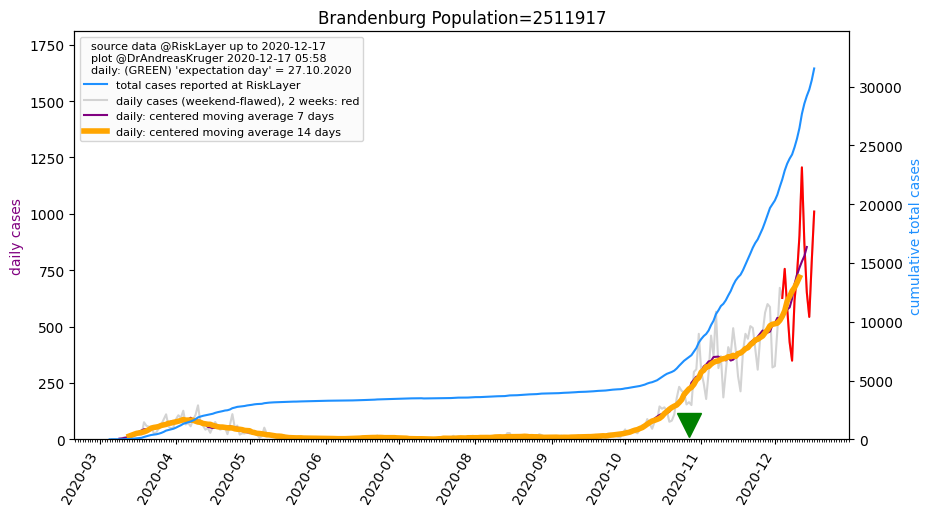 Brandenburg Population=2511917
source data @RiskLayer up to 2020-12-17
plot @DrAndreasKruger 2020-12-17 05:58
daily: (GREEN) 'expectation day' = 27.10.2020
total cases reported at RiskLayer
daily cases (weekend-flawed), 2 weeks: red
daily: centered moving average 7 days
daily: centered moving average 14 days
daily cases
1750
1500
1250
1000
750
500
250
0
cumulative total cases
30000
25000
20000
15000
10000
5000
0
2020-03
2020-04
2020-05
2020-06
2020-07
2020-08
2020-09
2020-10
2020-11
2020-12